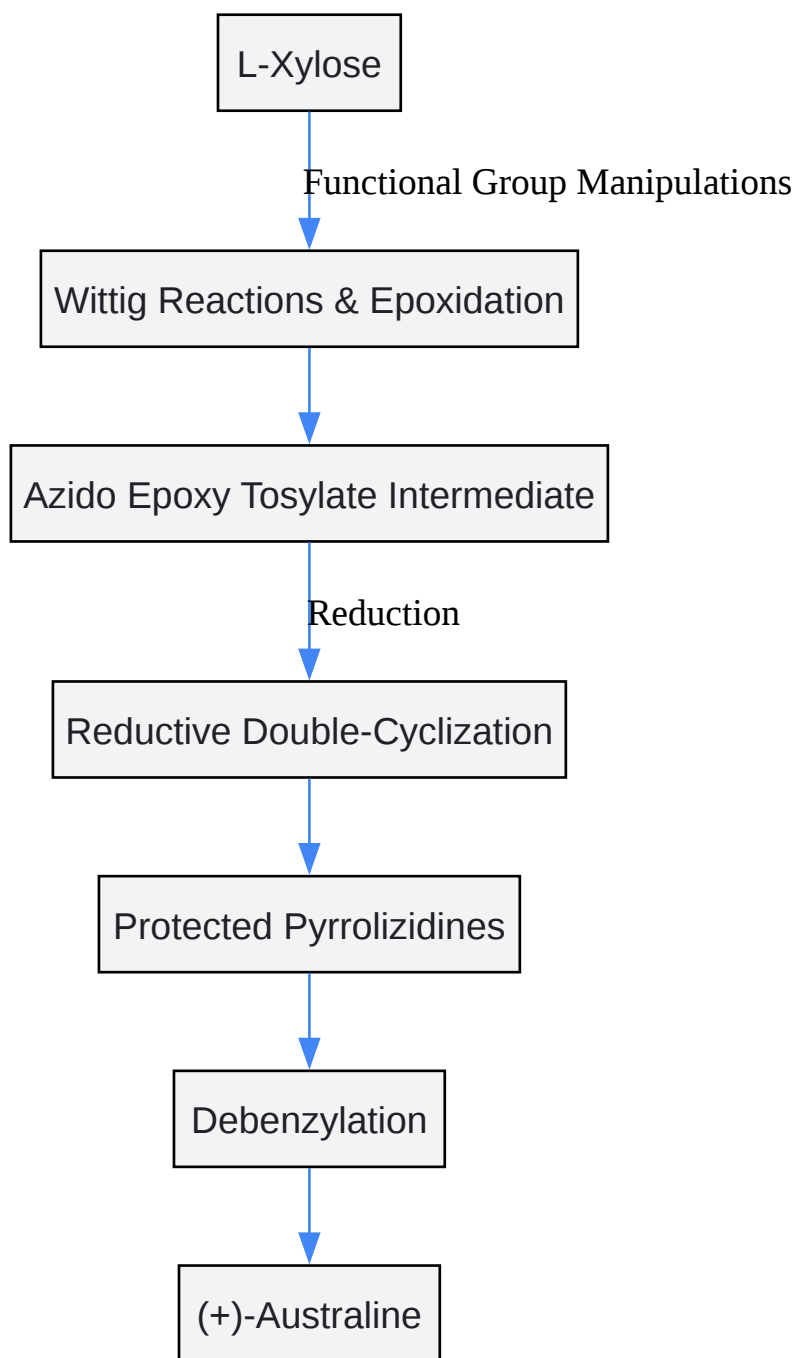 L-Xylose
Functional Group Manipulations
Wittig Reactions & Epoxidation
Azido Epoxy Tosylate Intermediate
Reduction
Reductive Double-Cyclization
Protected Pyrrolizidines
Debenzylation
(+)-Australine